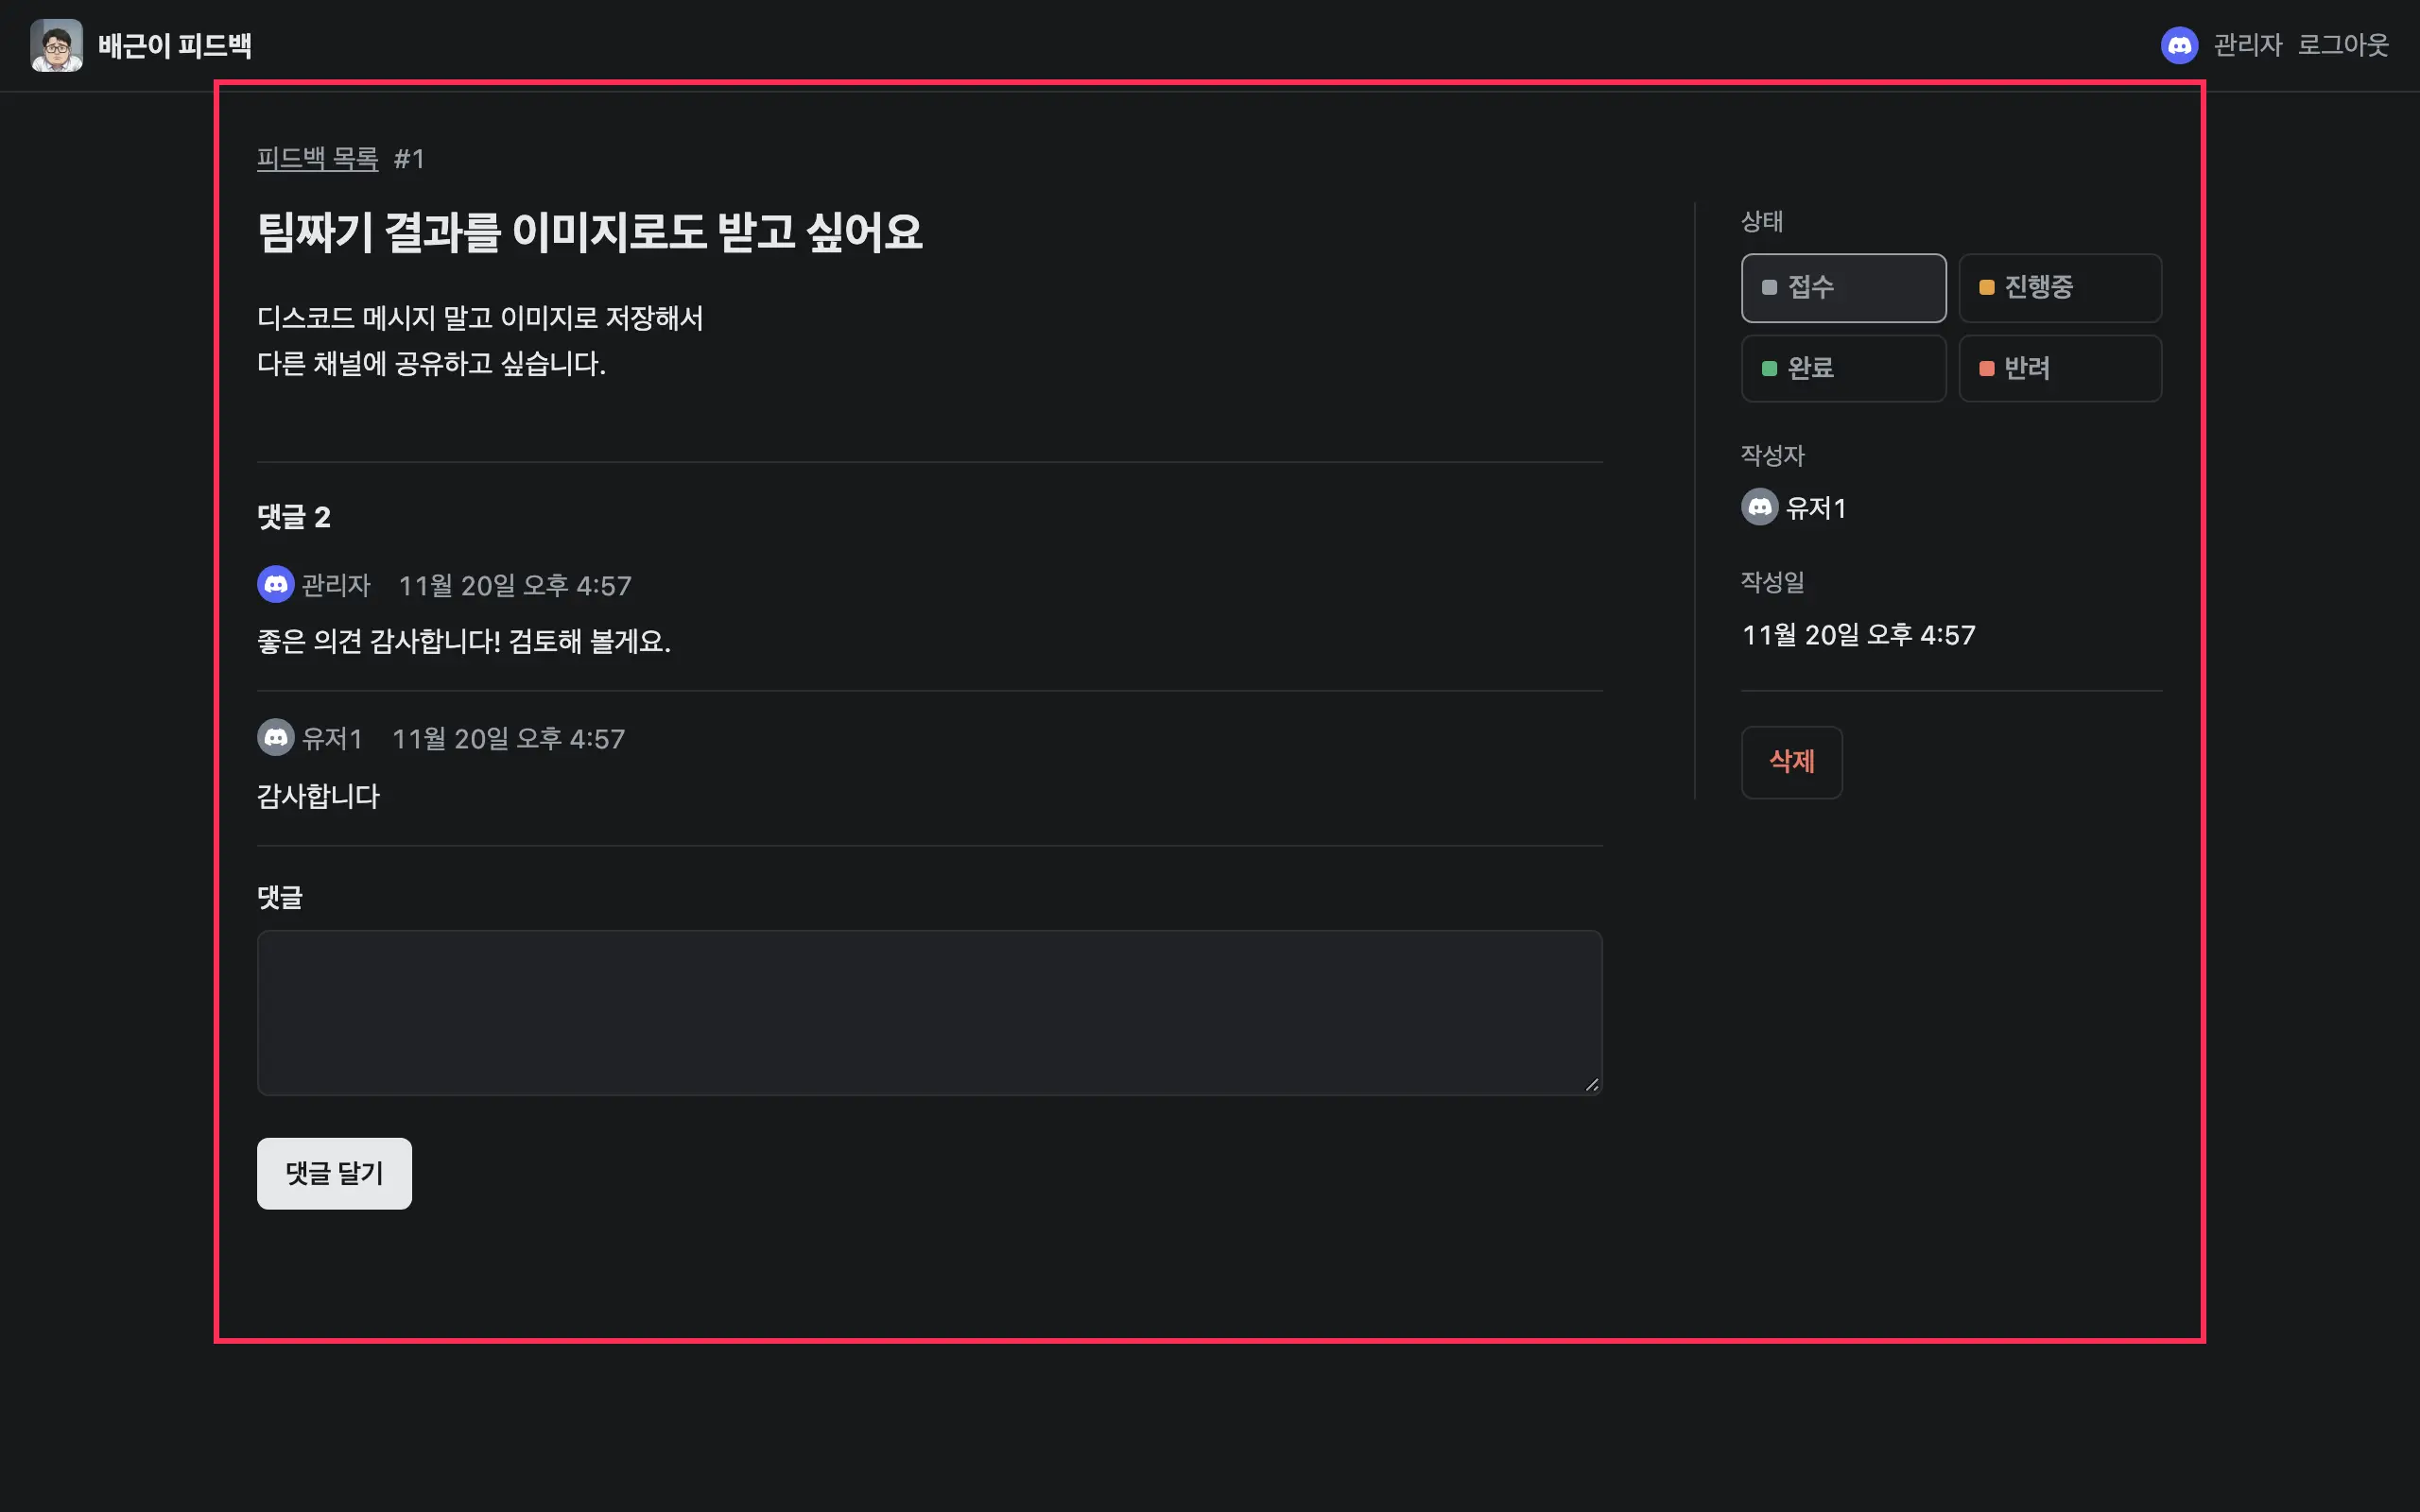 배근이 피드백
관리자 로그아웃
피드백 목록 #1
팀짜기 결과를 이미지로도 받고 싶어요
디스코드 메시지 말고 이미지로 저장해서
다른 채널에 공유하고 싶습니다.
댓글 2
관리자 11월 20일 오후 4:57
좋은 의견 감사합니다! 검토해 볼게요.
유저1 11월 20일 오후 4:57
감사합니다
댓글
댓글 달기
상태
접수 진행중
완료 반려
작성자
유저1
작성일
11월 20일 오후 4:57
삭제